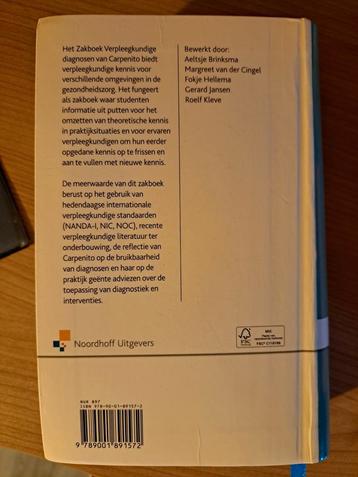 Het Zakboek Verpleegkundige
diagnosen van Carpenito biedt
verpleegkundige kennis voor
verschillende omgevingen in de
gezondheidszorg. Het fungeert
als zakboek waar studenten
informatie uit putten voor het
omzetten van theoretische kennis
in praktijksituaties en voor ervaren
verpleegkundigen om hun eerder
opgedane kennis op te frissen en
aan te vullen met nieuwe kennis.
De meerwaarde van dit zakboek
berust op het gebruik van
hedendaagse internationale
verpleegkundige standaarden
(NANDA-I, NIC, NOC), recente
verpleegkundige literatuur ter
onderbouwing, de reflectie van
Carpenito op de bruikbaarheid
van diagnosen en haar op de
praktijk geënte adviezen over de
toepassing van diagnostiek en
interventies.
Bewerkt door:
Aeltsje Brinksma
Margreet van der Cingel
Fokje Hellema
Gerard Jansen
Roelf Kleve
Noordhoff Uitgevers
FSC
MIX
NUR 897
ISBN 978-90-01-89157-2
9 789001 891572